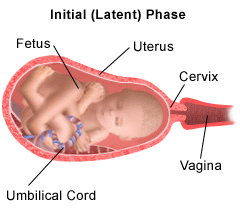 Initial (Latent) Phase
Fetus
Uterus
Cervix
Vagina
Umbilical Cord